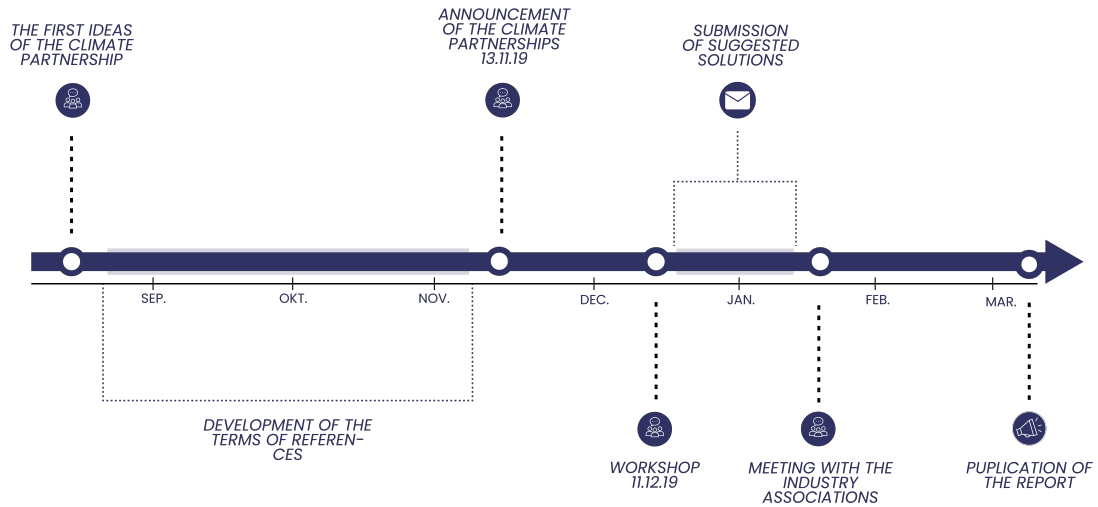 THE FIRST IDEAS
OF THE CLIMATE
PARTNERSHIP
ANNOUNCEMENT
OF THE CLIMATE
PARTNERSHIPS
13.11.19
SUBMISSION
OF SUGGESTED
SOLUTIONS
SEP.
OKT.
NOV.
DEC.
JAN.
FEB.
MAR.
DEVELOPMENT OF THE
TERMS OF REFEREN-
CES
WORKSHOP
11.12.19
MEETING WITH THE
INDUSTRY
ASSOCIATIONS
PUPLICATION OF
THE REPORT